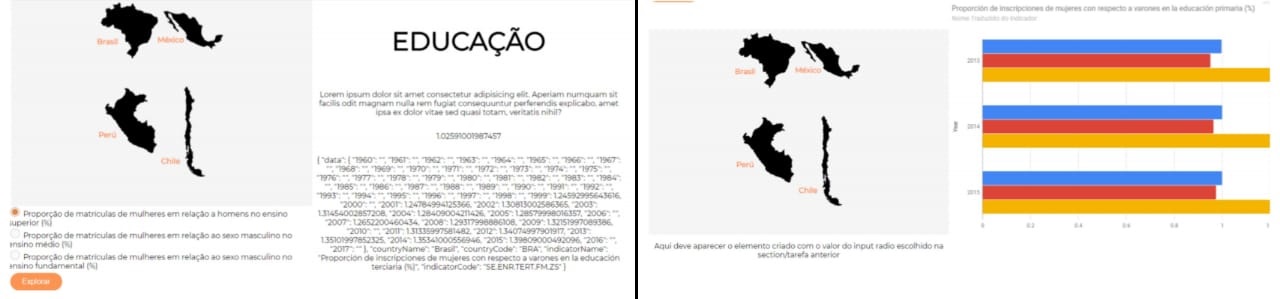 Brasil
México
Perú
Chile
Proporção de matriculas de mulheres em relação a homens no ensino
superior (%)
Proporção de matriculas de mulheres em relação ao sexo masculino no
ensino médio (%)
Proporção de matriculas de mulheres em relação ao sexo masculino no
ensino fundamental (%)
Explorar
EDUCAÇÃO
Lorem ipsum dolor sit amet consectetur adipisicing elit. Aperiam numquam sit
facilis odit magnam nulla rem fugiat consequuntur perferendis explicabo, amet
ipsa ex dolor vitae sed quasi totam, veritatis nihil?
1.02591001987457
{ "data": { "1960": "", "1961": "", "1962": "", "1963": "", "1964": "", "1965": "", "1966": "", "1967":
"", "1968": "", "1969": "", "1970": "", "1971": "", "1972": "", "1973": "", "1974": "", "1975": "",
"1976": "", "1977": "", "1978": "", "1979": "", "1980": "", "1981": "", "1982": "", "1983": "", "1984":
"", "1985": "", "1986": "", "1987": "", "1988": "", "1989": "", "1990": "", "1991": "", "1992": "",
"1993": "", "1994": "", "1995": "", "1996": "", "1997": "", "1998": "", "1999": 1.24592995643616,
"2000": "", "2001": 1.24784994125366, "2002": 1.30813002586365, "2003":
1.31454002857208, "2004": 1.28409004211426, "2005": 1.28579998016357, "2006": "",
"2007": 1.2652200460434, "2008": 1.29317998886108, "2009": 1.32151997089386,
"2010": "", "2011": 1.31335997581482, "2012": 1.34074997901917, "2013":
1.35101997852325, "2014": 1.35341000556946, "2015": 1.39809000492096, "2016": "",
"2017": "" }, "countryName": "Brasil", "countryCode": "BRA", "indicatorName":
"Proporción de inscripciones de mujeres con respecto a varones en la educación
terciaria (%)", "indicatorCode": "SE.ENR.TERT.FM.ZS" }
Brasil
México
Perú
Chile
Aqui deve aparecer o elemento criado com o valor do input radio escolhido na
section/tarefa anterior
Proporción de inscripciones de mujeres con respecto a varones en la educación primaria (%)
Nome Traduzido do Indicador
Year
2013
2014
2015
0
0.2
0.4
0.6
0.8
1
1.